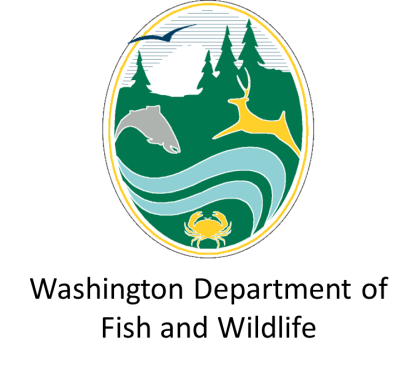 Washington Department of
Fish and Wildlife